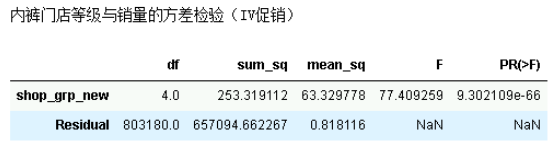 内裤门店等级与销量的方差检验（IV促销）
df sum_sq mean_sq F PR(>F)
shop_grp_new 4.0 253.319112 63.329778 77.409259 9.302109e-66
Residual 803180.0 657094.662267 0.818116 NaN NaN